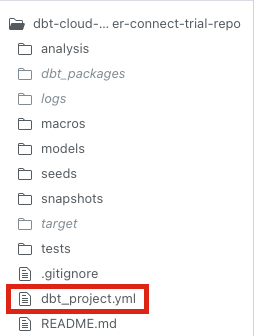 dbt-cloud-... er-connect-trial-repo
analysis
dbt_packages
logs
macros
models
seeds
snapshots
target
tests
.gitignore
dbt_project.yml
README.md